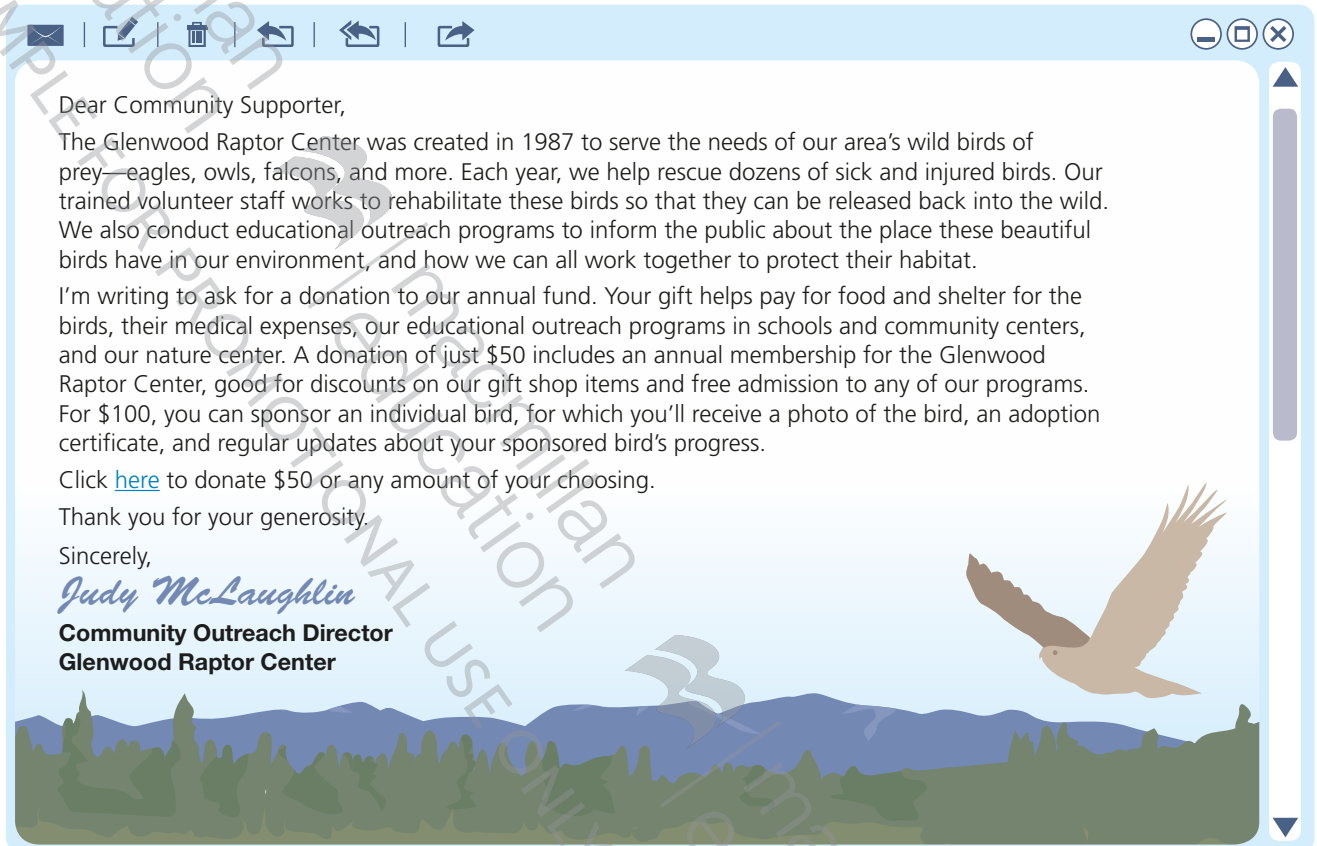 Dear Community Supporter,
The Glenwood Raptor Center was created in 1987 to serve the needs of our area’s wild birds of
prey—eagles, owls, falcons, and more. Each year, we help rescue dozens of sick and injured birds. Our
trained volunteer staff works to rehabilitate these birds so that they can be released back into the wild.
We also conduct educational outreach programs to inform the public about the place these beautiful
birds have in our environment, and how we can all work together to protect their habitat.
I’m writing to ask for a donation to our annual fund. Your gift helps pay for food and shelter for the
birds, their medical expenses, our educational outreach programs in schools and community centers,
and our nature center. A donation of just $50 includes an annual membership for the Glenwood
Raptor Center, good for discounts on our gift shop items and free admission to any of our programs.
For $100, you can sponsor an individual bird, for which you’ll receive a photo of the bird, an adoption
certificate, and regular updates about your sponsored bird’s progress.
Click here to donate $50 or any amount of your choosing.
Thank you for your generosity.
Sincerely,
Judy McLaughlin
Community Outreach Director
Glenwood Raptor Center
macmillan
education
FOR PROMOTIONAL USE ONLY